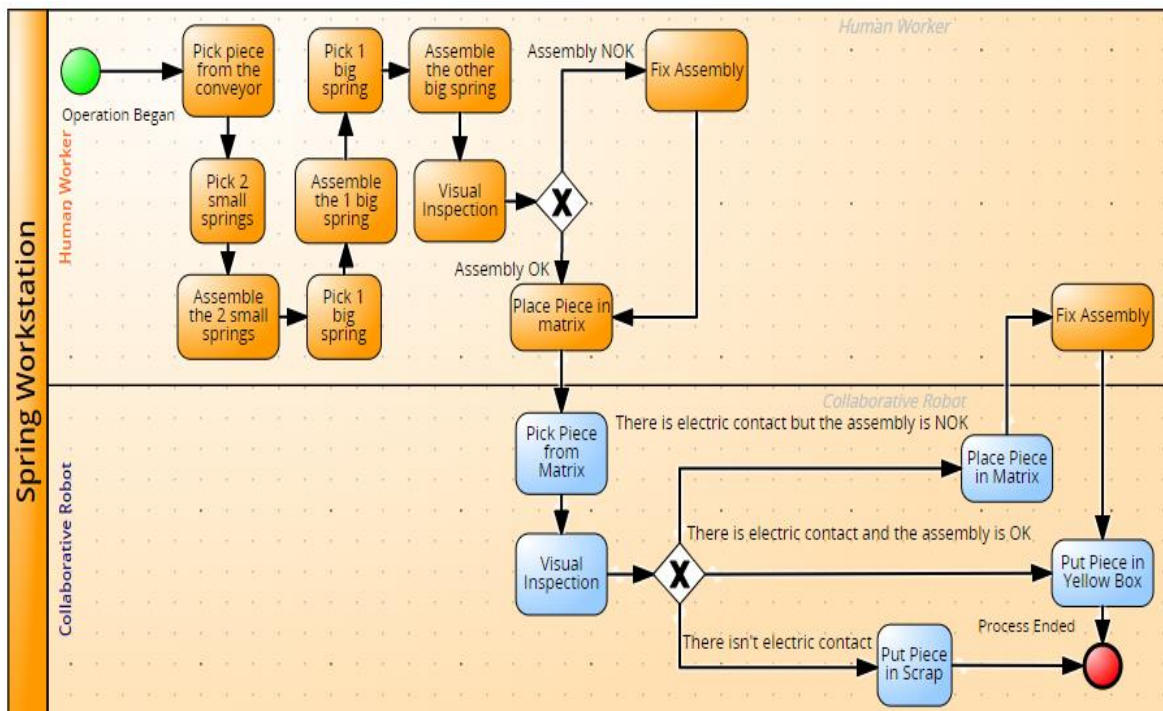 Spring Workstation
Human Worker
Human Worker
Operation Began
Pick piece
from the
conveyor
Pick 2
small
springs
Assemble
the 2 small
springs
Pick 1
big
spring
Assemble
the 1 big
spring
Pick 1
big
spring
Assemble
the other
big spring
Visual
Inspection
X
Assembly NOK
Fix Assembly
Assembly OK
Place Piece in
matrix
Fix Assembly
Collaborative Robot
Collaborative Robot
Pick Piece
from
Matrix
Visual
Inspection
X
There is electric contact but the assembly is NOK
Place Piece
in Matrix
There is electric contact and the assembly is OK
Put Piece in
Yellow Box
There isn't electric contact
Put Piece
in Scrap
Process Ended